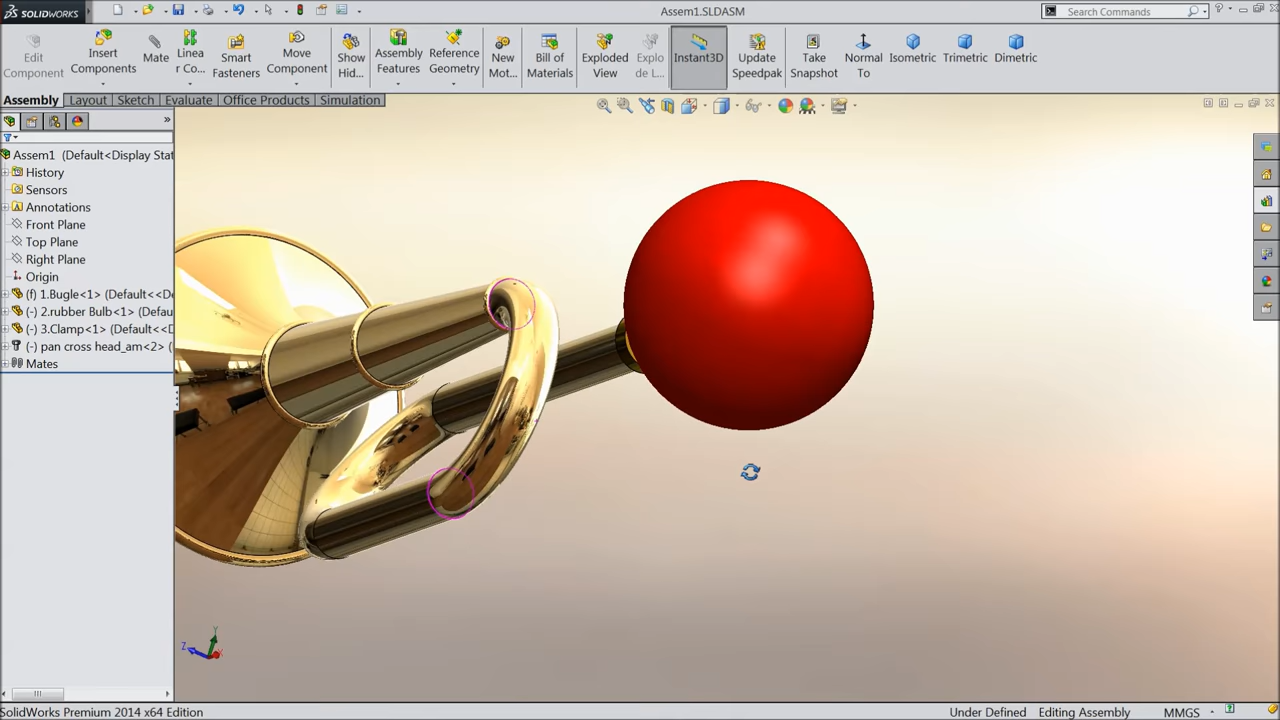 SOLIDWORKS
Assem1.SLDASM
Search Commands
Edit Component
Insert Components
Mate
Linea r Co...
Smart Fasteners
Move Component
Show Hid...
Assembly Features
Reference Geometry
New Mot...
Bill of Materials
Exploded View
Explo de L...
Instant3D
Update Speedpak
Take Snapshot
Normal To
Isometric
Trimetric
Dimetric
Assembly
Layout
Sketch
Evaluate
Office Products
Simulation
Assem1 (Default<Display Stat
History
Sensors
Annotations
Front Plane
Top Plane
Right Plane
Origin
(f) 1.Bugle<1> (Default<<De
(-) 2.rubber Bulb<1> (Defau
(-) 3.Clamp<1> (Default<<D
(-) pan cross head_am<2> (
Mates
Z
Y
X
SolidWorks Premium 2014 x64 Edition
Under Defined
Editing Assembly
MMGS